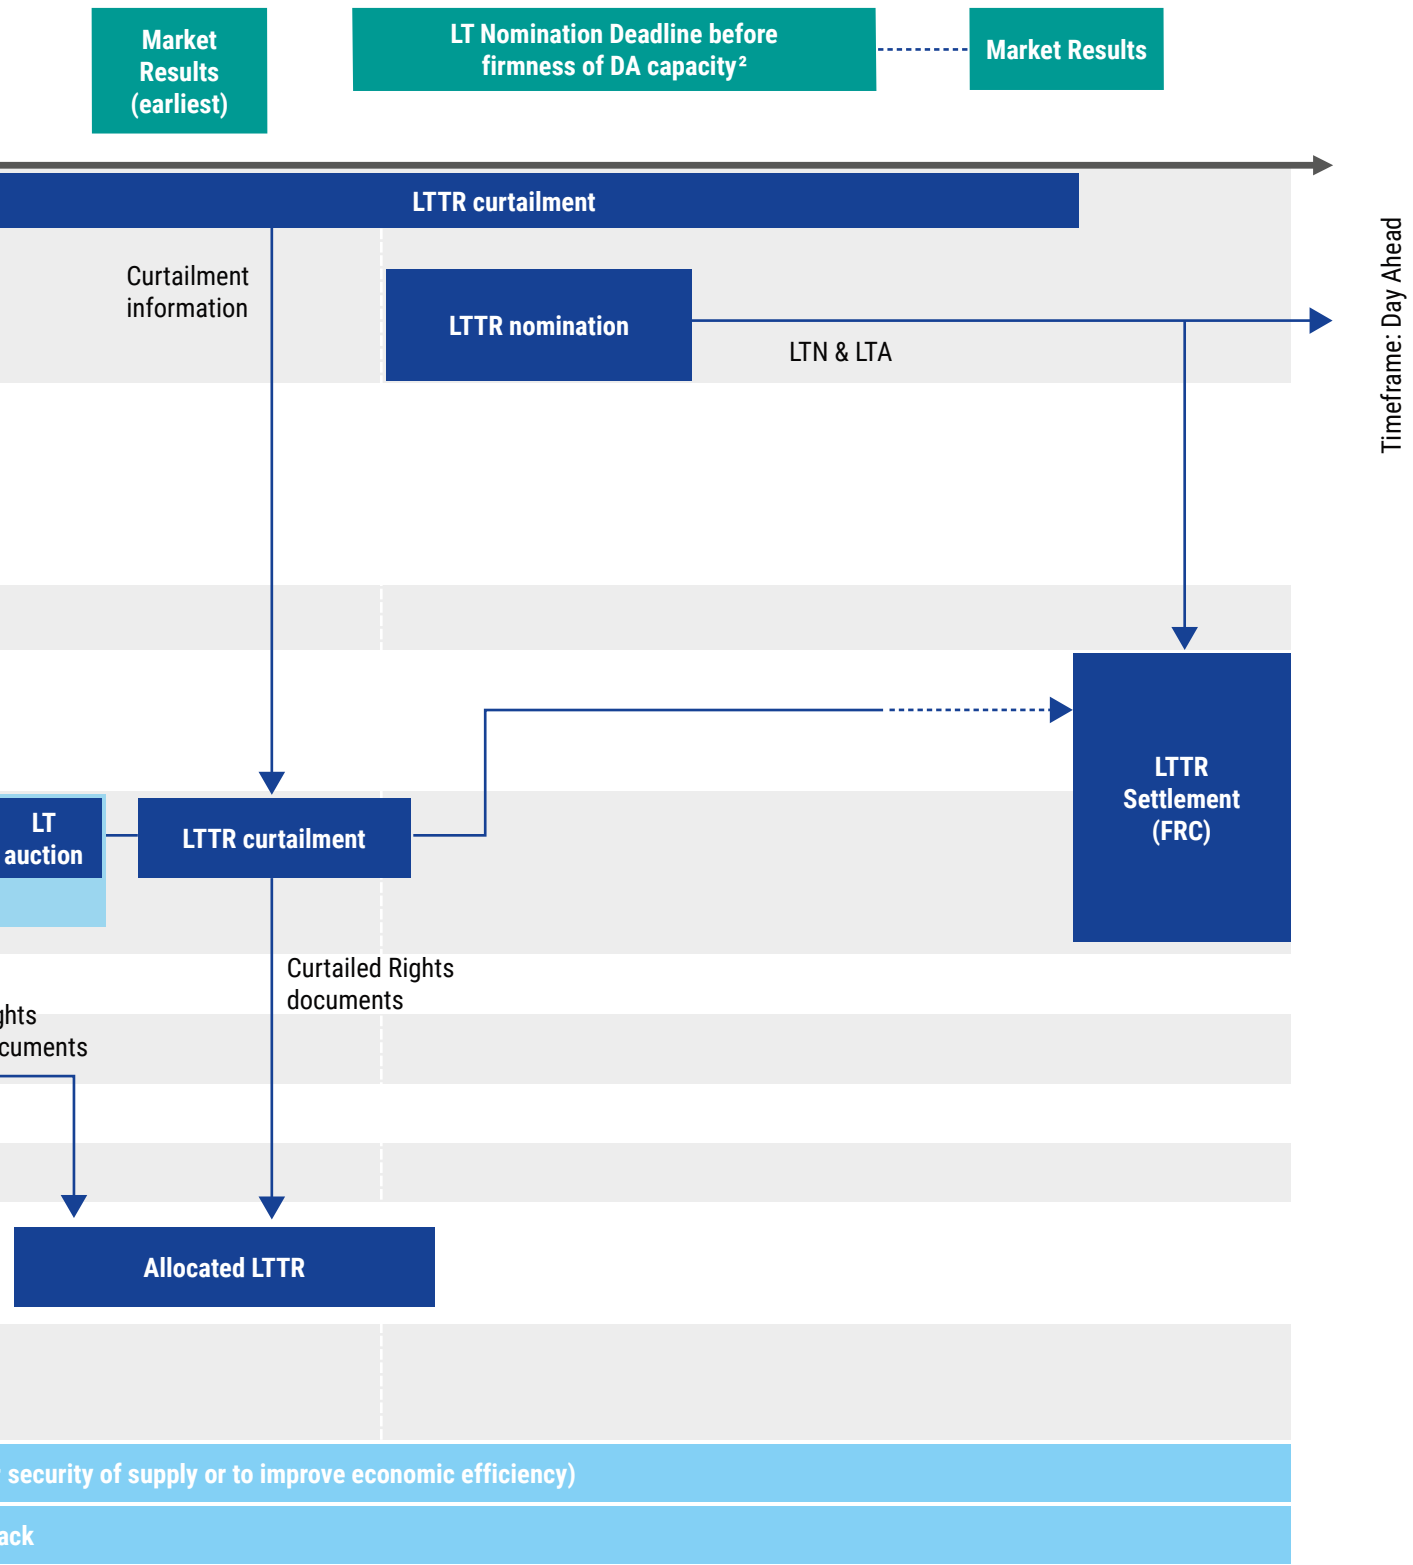 Market
Results
(earliest)
LT Nomination Deadline before
firmness of DA capacity²
Market Results
LTTR curtailment
Timeframe: Day Ahead
Curtailment
information
LTTR nomination
LTN & LTA
LTTR
Settlement
(FRC)
LT
auction
LTTR curtailment
Curtailed Rights
documents
ghts
cuments
Allocated LTTR
security of supply or to improve economic efficiency)
ack